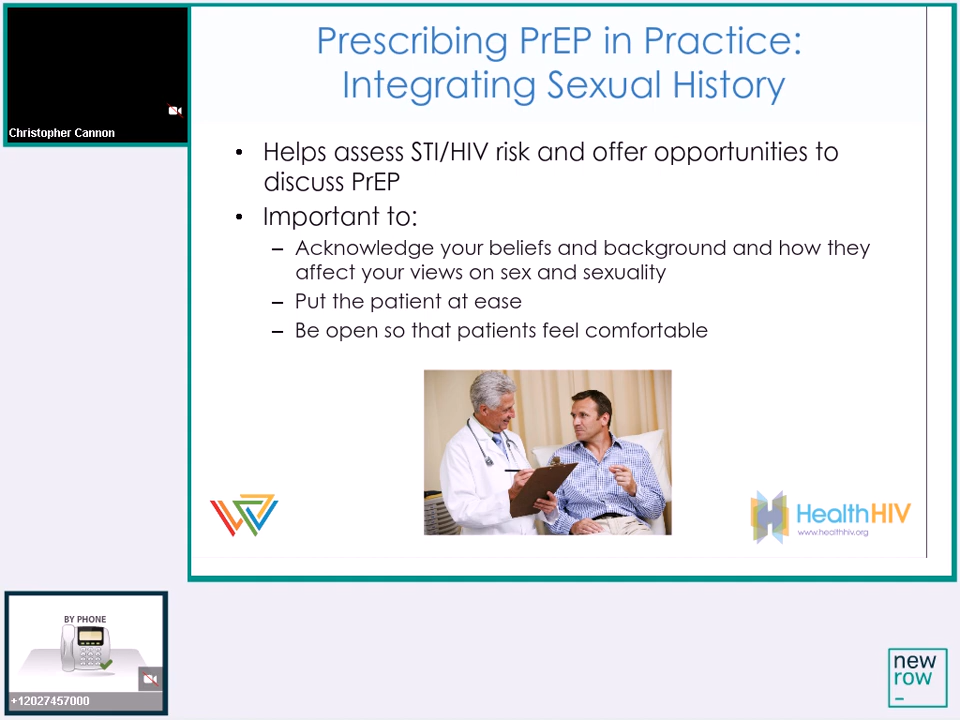 Prescribing PrEP in Practice:
Integrating Sexual History
Christopher Cannon
• Helps assess STI/HIV risk and offer opportunities to
discuss PrEP
• Important to:
– Acknowledge your beliefs and background and how they
affect your views on sex and sexuality
– Put the patient at ease
– Be open so that patients feel comfortable
HealthHIV
www.healthhiv.org
BY PHONE
+12027457000
new
row